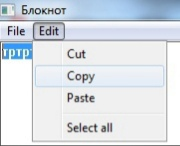 Блокнот
File Edit
Cut
Copy
Paste
Select all